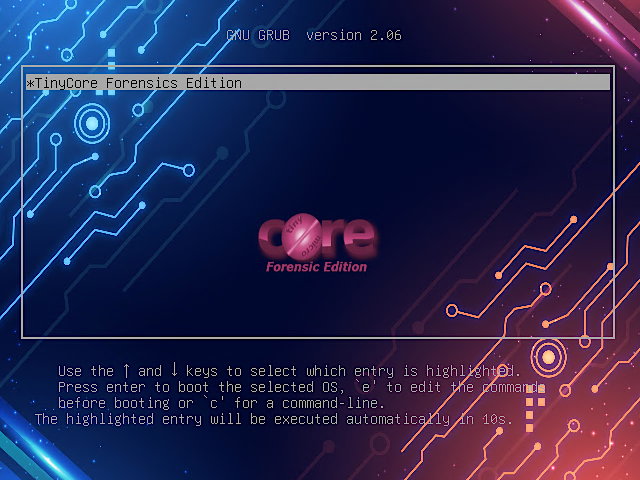 GNU GRUB  version 2.06
*TinyCore Forensics Edition
core
tiny
micro
Forensic Edition
Use the ↑ and ↓ keys to select which entry is highlighted.
Press enter to boot the selected OS, `e' to edit the commands
before booting or `c' for a command-line.
The highlighted entry will be executed automatically in 10s.